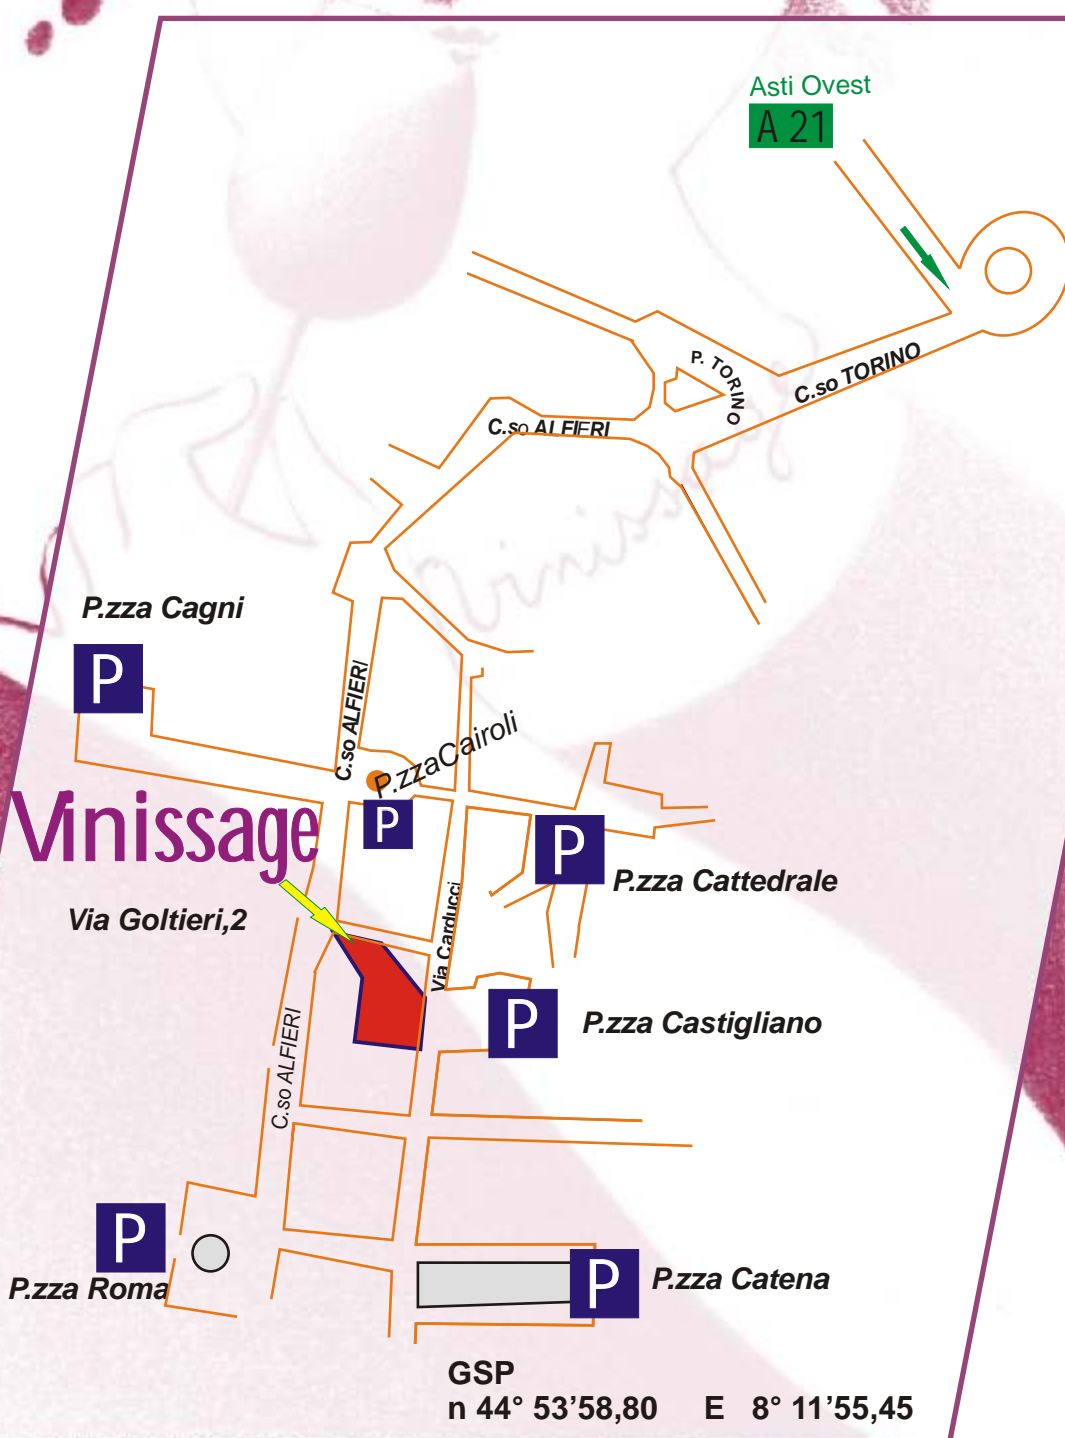 Asti Ovest
A 21
P. TORINO
C.so TORINO
C.so ALFIERI
P.zza Cagni
P
C.so ALFIERI
P.zzaCairoli
P
Vinissage
P
P.zza Cattedrale
Via Goltieri,2
Via Carducci
P
P.zza Castigliano
C.so ALFIERI
P
P.zza Roma
P
P.zza Catena
GSP
n 44° 53’58,80 E 8° 11’55,45
vinissage